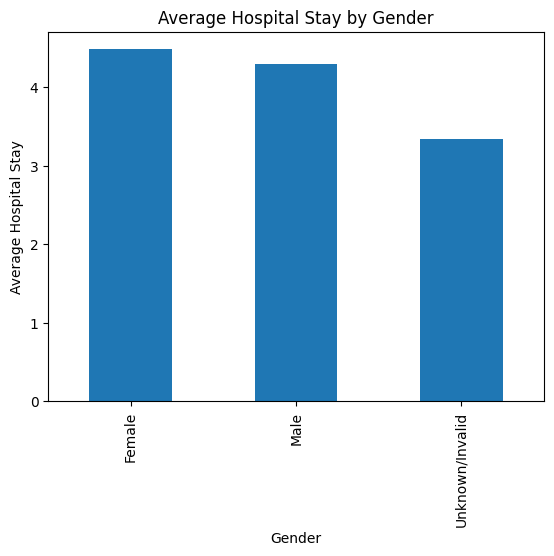 Average Hospital Stay by Gender
Average Hospital Stay
4
3
2
1
0
Female
Male
Unknown/Invalid
Gender